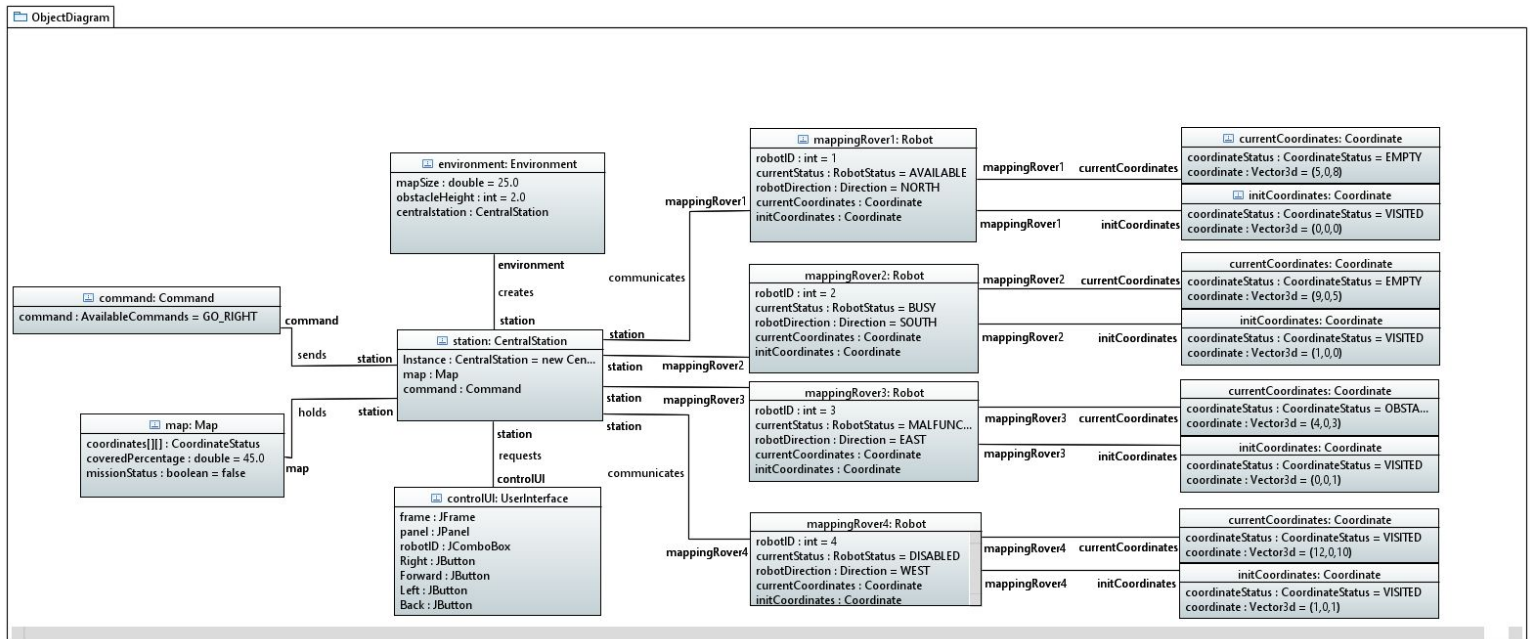 ObjectDiagram
environment: Environment
mapSize : double = 25.0
obstacleHeight : int = 2.0
centralstation : CentralStation
environment
creates
station
command: Command
command : AvailableCommands = GO_RIGHT
command
sends
station
map: Map
coordinates[][] : CoordinateStatus
coveredPercentage : double = 45.0
missionStatus : boolean = false
holds
station
map
station: CentralStation
Instance : CentralStation = new Cen...
map : Map
command : Command
station
requests
controlUI
controlUI: UserInterface
frame : JFrame
panel : JPanel
robotID : JComboBox
Right : JButton
Forward : JButton
Left : JButton
Back : JButton
mappingRover1
communicates
station
station
mappingRover2
station
mappingRover3
station
communicates
mappingRover4
mappingRover1: Robot
robotID : int = 1
currentStatus : RobotStatus = AVAILABLE
robotDirection : Direction = NORTH
currentCoordinates : Coordinate
initCoordinates : Coordinate
mappingRover1 currentCoordinates
mappingRover1 initCoordinates
currentCoordinates: Coordinate
coordinateStatus : CoordinateStatus = EMPTY
coordinate : Vector3d = (5,0,8)
initCoordinates: Coordinate
coordinateStatus : CoordinateStatus = VISITED
coordinate : Vector3d = (0,0,0)
mappingRover2: Robot
robotID : int = 2
currentStatus : RobotStatus = BUSY
robotDirection : Direction = SOUTH
currentCoordinates : Coordinate
initCoordinates : Coordinate
mappingRover2 currentCoordinates
mappingRover2 initCoordinates
currentCoordinates: Coordinate
coordinateStatus : CoordinateStatus = EMPTY
coordinate : Vector3d = (9,0,5)
initCoordinates: Coordinate
coordinateStatus : CoordinateStatus = VISITED
coordinate : Vector3d = (1,0,0)
mappingRover3: Robot
robotID : int = 3
currentStatus : RobotStatus = MALFUNC...
robotDirection : Direction = EAST
currentCoordinates : Coordinate
initCoordinates : Coordinate
mappingRover3 currentCoordinates
mappingRover3 initCoordinates
currentCoordinates: Coordinate
coordinateStatus : CoordinateStatus = OBSTA...
coordinate : Vector3d = (4,0,3)
initCoordinates: Coordinate
coordinateStatus : CoordinateStatus = VISITED
coordinate : Vector3d = (0,0,1)
mappingRover4: Robot
robotID : int = 4
currentStatus : RobotStatus = DISABLED
robotDirection : Direction = WEST
currentCoordinates : Coordinate
initCoordinates : Coordinate
mappingRover4 currentCoordinates
mappingRover4 initCoordinates
currentCoordinates: Coordinate
coordinateStatus : CoordinateStatus = VISITED
coordinate : Vector3d = (12,0,10)
initCoordinates: Coordinate
coordinateStatus : CoordinateStatus = VISITED
coordinate : Vector3d = (1,0,1)